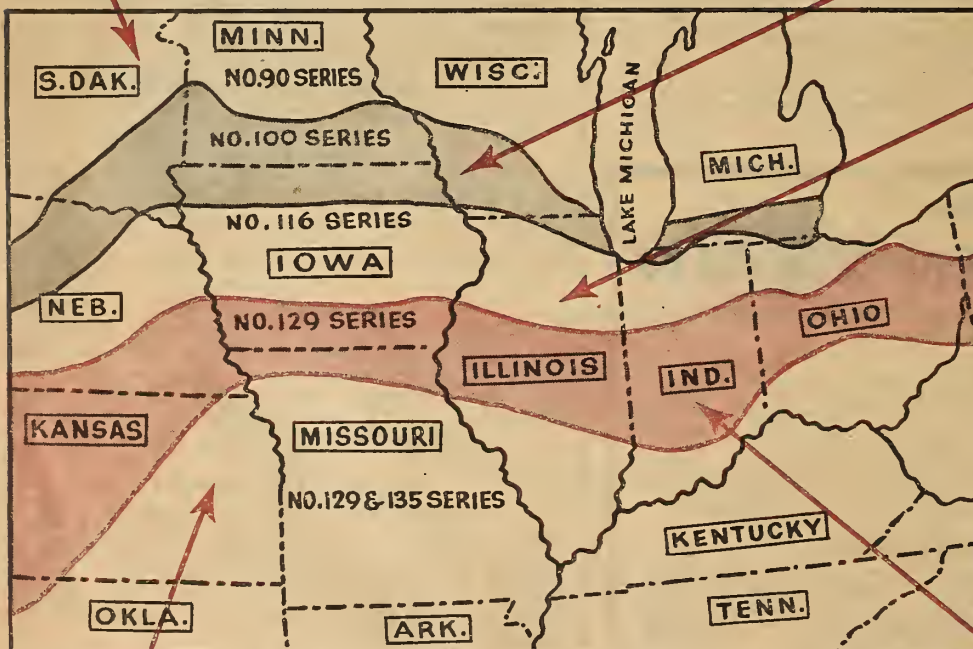 MINN.
S.DAK.
NO.90 SERIES
WISC.
LAKE MICHIGAN
NO.100 SERIES
MICH.
NO.116 SERIES
IOWA
NEB.
NO.129 SERIES
OHIO
ILLINOIS
IND.
KANSAS
MISSOURI
NO.129 & 135 SERIES
KENTUCKY
OKLA.
ARK.
TENN.